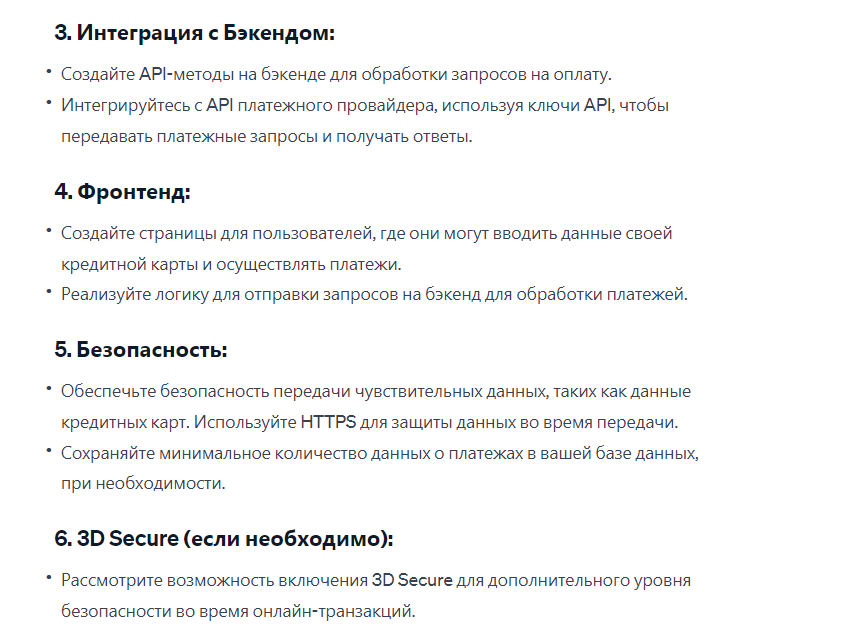 3. Интеграция с Бэкендом:
• Создайте API-методы на бэкенде для обработки запросов на оплату.
• Интегрируйтесь с API платежного провайдера, используя ключи API, чтобы
передавать платежные запросы и получать ответы.
4. Фронтенд:
• Создайте страницы для пользователей, где они могут вводить данные своей
кредитной карты и осуществлять платежи.
• Реализуйте логику для отправки запросов на бэкенд для обработки платежей.
5. Безопасность:
• Обеспечьте безопасность передачи чувствительных данных, таких как данные
кредитных карт. Используйте HTTPS для защиты данных во время передачи.
• Сохраняйте минимальное количество данных о платежах в вашей базе данных,
при необходимости.
6. 3D Secure (если необходимо):
• Рассмотрите возможность включения 3D Secure для дополнительного уровня
безопасности во время онлайн-транзакций.